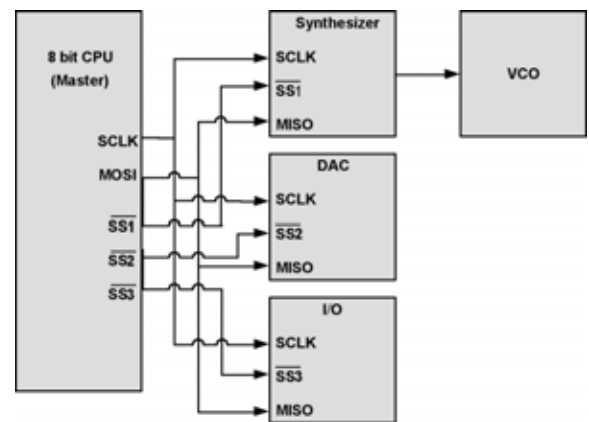 8 bit CPU
(Master)
SCLK
MOSI
SS1
SS2
SS3
Synthesizer
SCLK
SS1
MISO
VCO
DAC
SCLK
SS2
MISO
I/O
SCLK
SS3
MISO